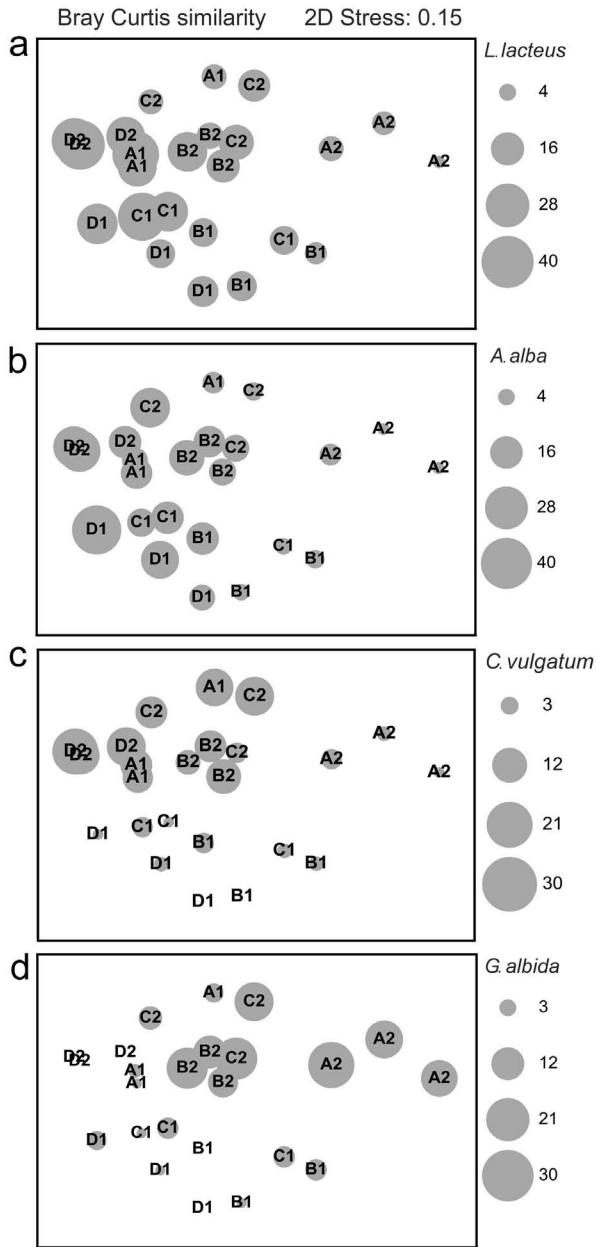 Bray Curtis similarity 2D Stress: 0.15
a
L. lacteus
A1
C2
C2
4
A2
D2
D2
D2
B2
C2
A2
16
A1
B2
A2
A1
B2
28
C1
C1
D1
B1
C1
40
D1
B1
D1
B1
b
A. alba
A1
C2
4
C2
A2
D2
D2
D2
B2
C2
A2
16
A1
B2
A2
A1
B2
28
C1
C1
D1
B1
C1
40
D1
B1
D1
B1
c
C. vulgatum
A1
C2
3
C2
A2
D2
D2
D2
B2
C2
A2
12
A1
B2
A2
A1
B2
21
C1
C1
D1
B1
C1
30
D1
B1
D1
B1
d
G. albida
A1
C2
3
C2
A2
D2
D2
D2
B2
C2
A2
12
A1
B2
A2
A1
B2
21
C1
C1
D1
B1
C1
30
D1
B1
D1
B1